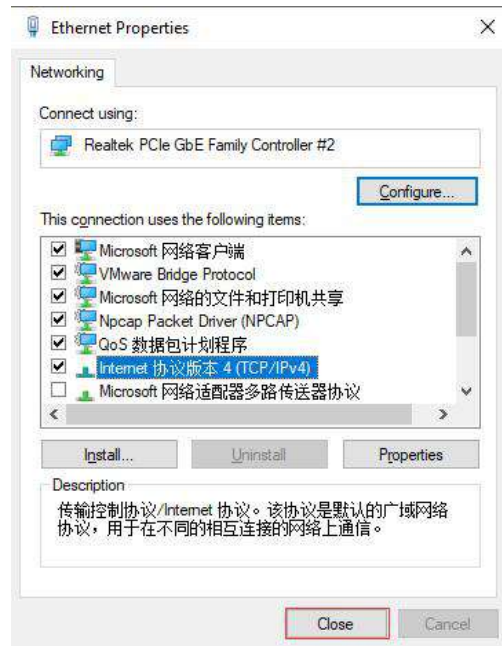 Ethernet Properties
Networking
Connect using:
Realtek PCIe GbE Family Controller #2
Configure...
This connection uses the following items:
Microsoft 网络客户端
VMware Bridge Protocol
Microsoft 网络的文件和打印机共享
Npcap Packet Driver (NPCAP)
QoS 数据包计划程序
Internet 协议版本 4 (TCP/IPv4)
Microsoft 网络适配器多路传送器协议
Install... Uninstall Properties
Description
传输控制协议/Internet 协议。该协议是默认的广域网络
协议，用于在不同的相互连接的网络上通信。
Close Cancel